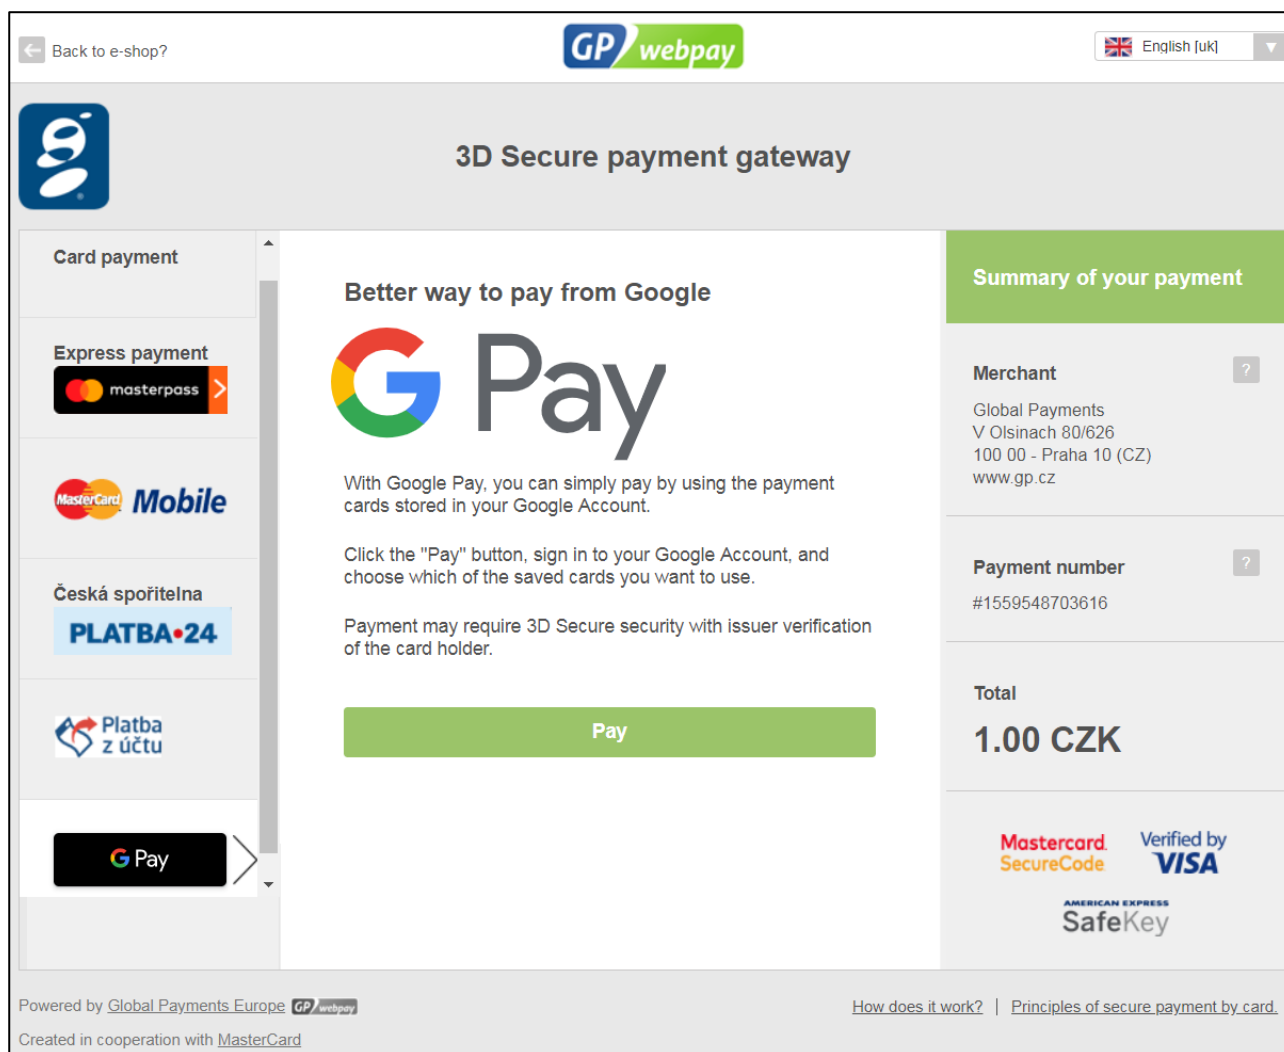 Back to e-shop?
GP webpay
English [uk]
g
3D Secure payment gateway
Card payment
Express payment
masterpass
MasterCard Mobile
Česká spořitelna
PLATBA•24
Platba
z účtu
G Pay
Better way to pay from Google
G Pay
With Google Pay, you can simply pay by using the payment
cards stored in your Google Account.
Click the "Pay" button, sign in to your Google Account, and
choose which of the saved cards you want to use.
Payment may require 3D Secure security with issuer verification
of the card holder.
Pay
Summary of your payment
Merchant
?
Global Payments
V Olsinach 80/626
100 00 - Praha 10 (CZ)
www.gp.cz
Payment number
?
#1559548703616
Total
1.00 CZK
Mastercard.
SecureCode
Verified by
VISA
AMERICAN EXPRESS
SafeKey
Powered by Global Payments Europe GP webpay
How does it work? | Principles of secure payment by card.
Created in cooperation with MasterCard